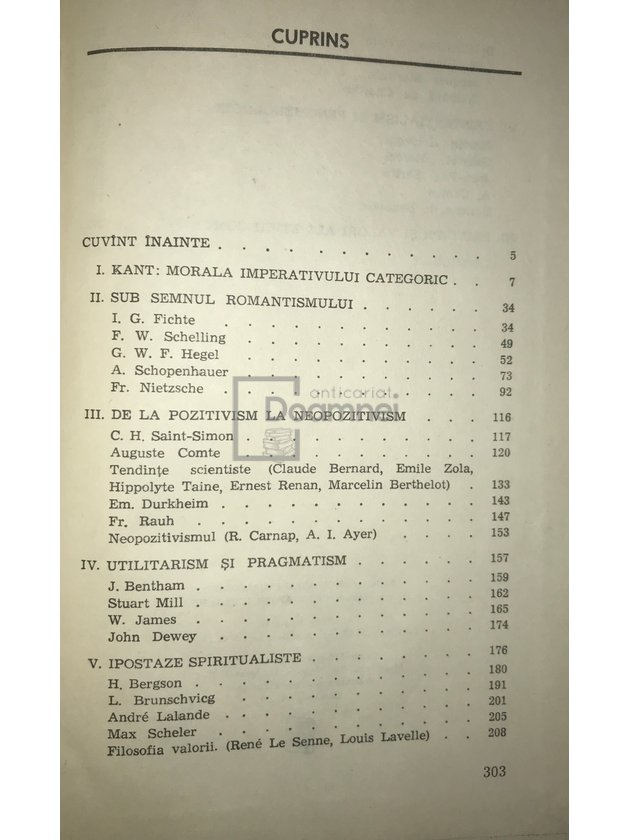 CUPRINS
CUVÎNT ÎNAINTE . . . . . . . . . . . 5
I. KANT: MORALA IMPERATIVULUI CATEGORIC . . 7
II. SUB SEMNUL ROMANTISMULUI . . . . . . 34
I. G. Fichte . . . . . . . . . . . 34
F. W. Schelling . . . . . . . . . . 49
G. W. F. Hegel . . . . . . . . . . 52
A. Schopenhauer . . . . . . . . . . 73
Fr. Nietzsche . . . . . . . . . . 92
anticariat
Doamnei
III. DE LA POZITIVISM LA NEOPOZITIVISM . . . 116
C. H. Saint-Simon . . . . . . . . . 117
Auguste Comte . . . . . . . . . . 120
Tendințe scientiste (Claude Bernard, Emile Zola,
Hippolyte Taine, Ernest Renan, Marcelin Berthelot) . 133
Em. Durkheim . . . . . . . . . . 143
Fr. Rauh . . . . . . . . . . . 147
Neopozitivismul (R. Carnap, A. I. Ayer) . . . . 153
IV. UTILITARISM ȘI PRAGMATISM . . . . . . 157
J. Bentham . . . . . . . . . . . 159
Stuart Mill . . . . . . . . . . . 162
W. James . . . . . . . . . . . 165
John Dewey . . . . . . . . . . . 174
V. IPOSTAZE SPIRITUALISTE . . . . . . . 176
H. Bergson . . . . . . . . . . . 180
L. Brunschvicg . . . . . . . . . . 191
André Lalande . . . . . . . . . . 201
Max Scheler . . . . . . . . . . . 205
Filosofia valorii. (René Le Senne, Louis Lavelle) . . 208
303